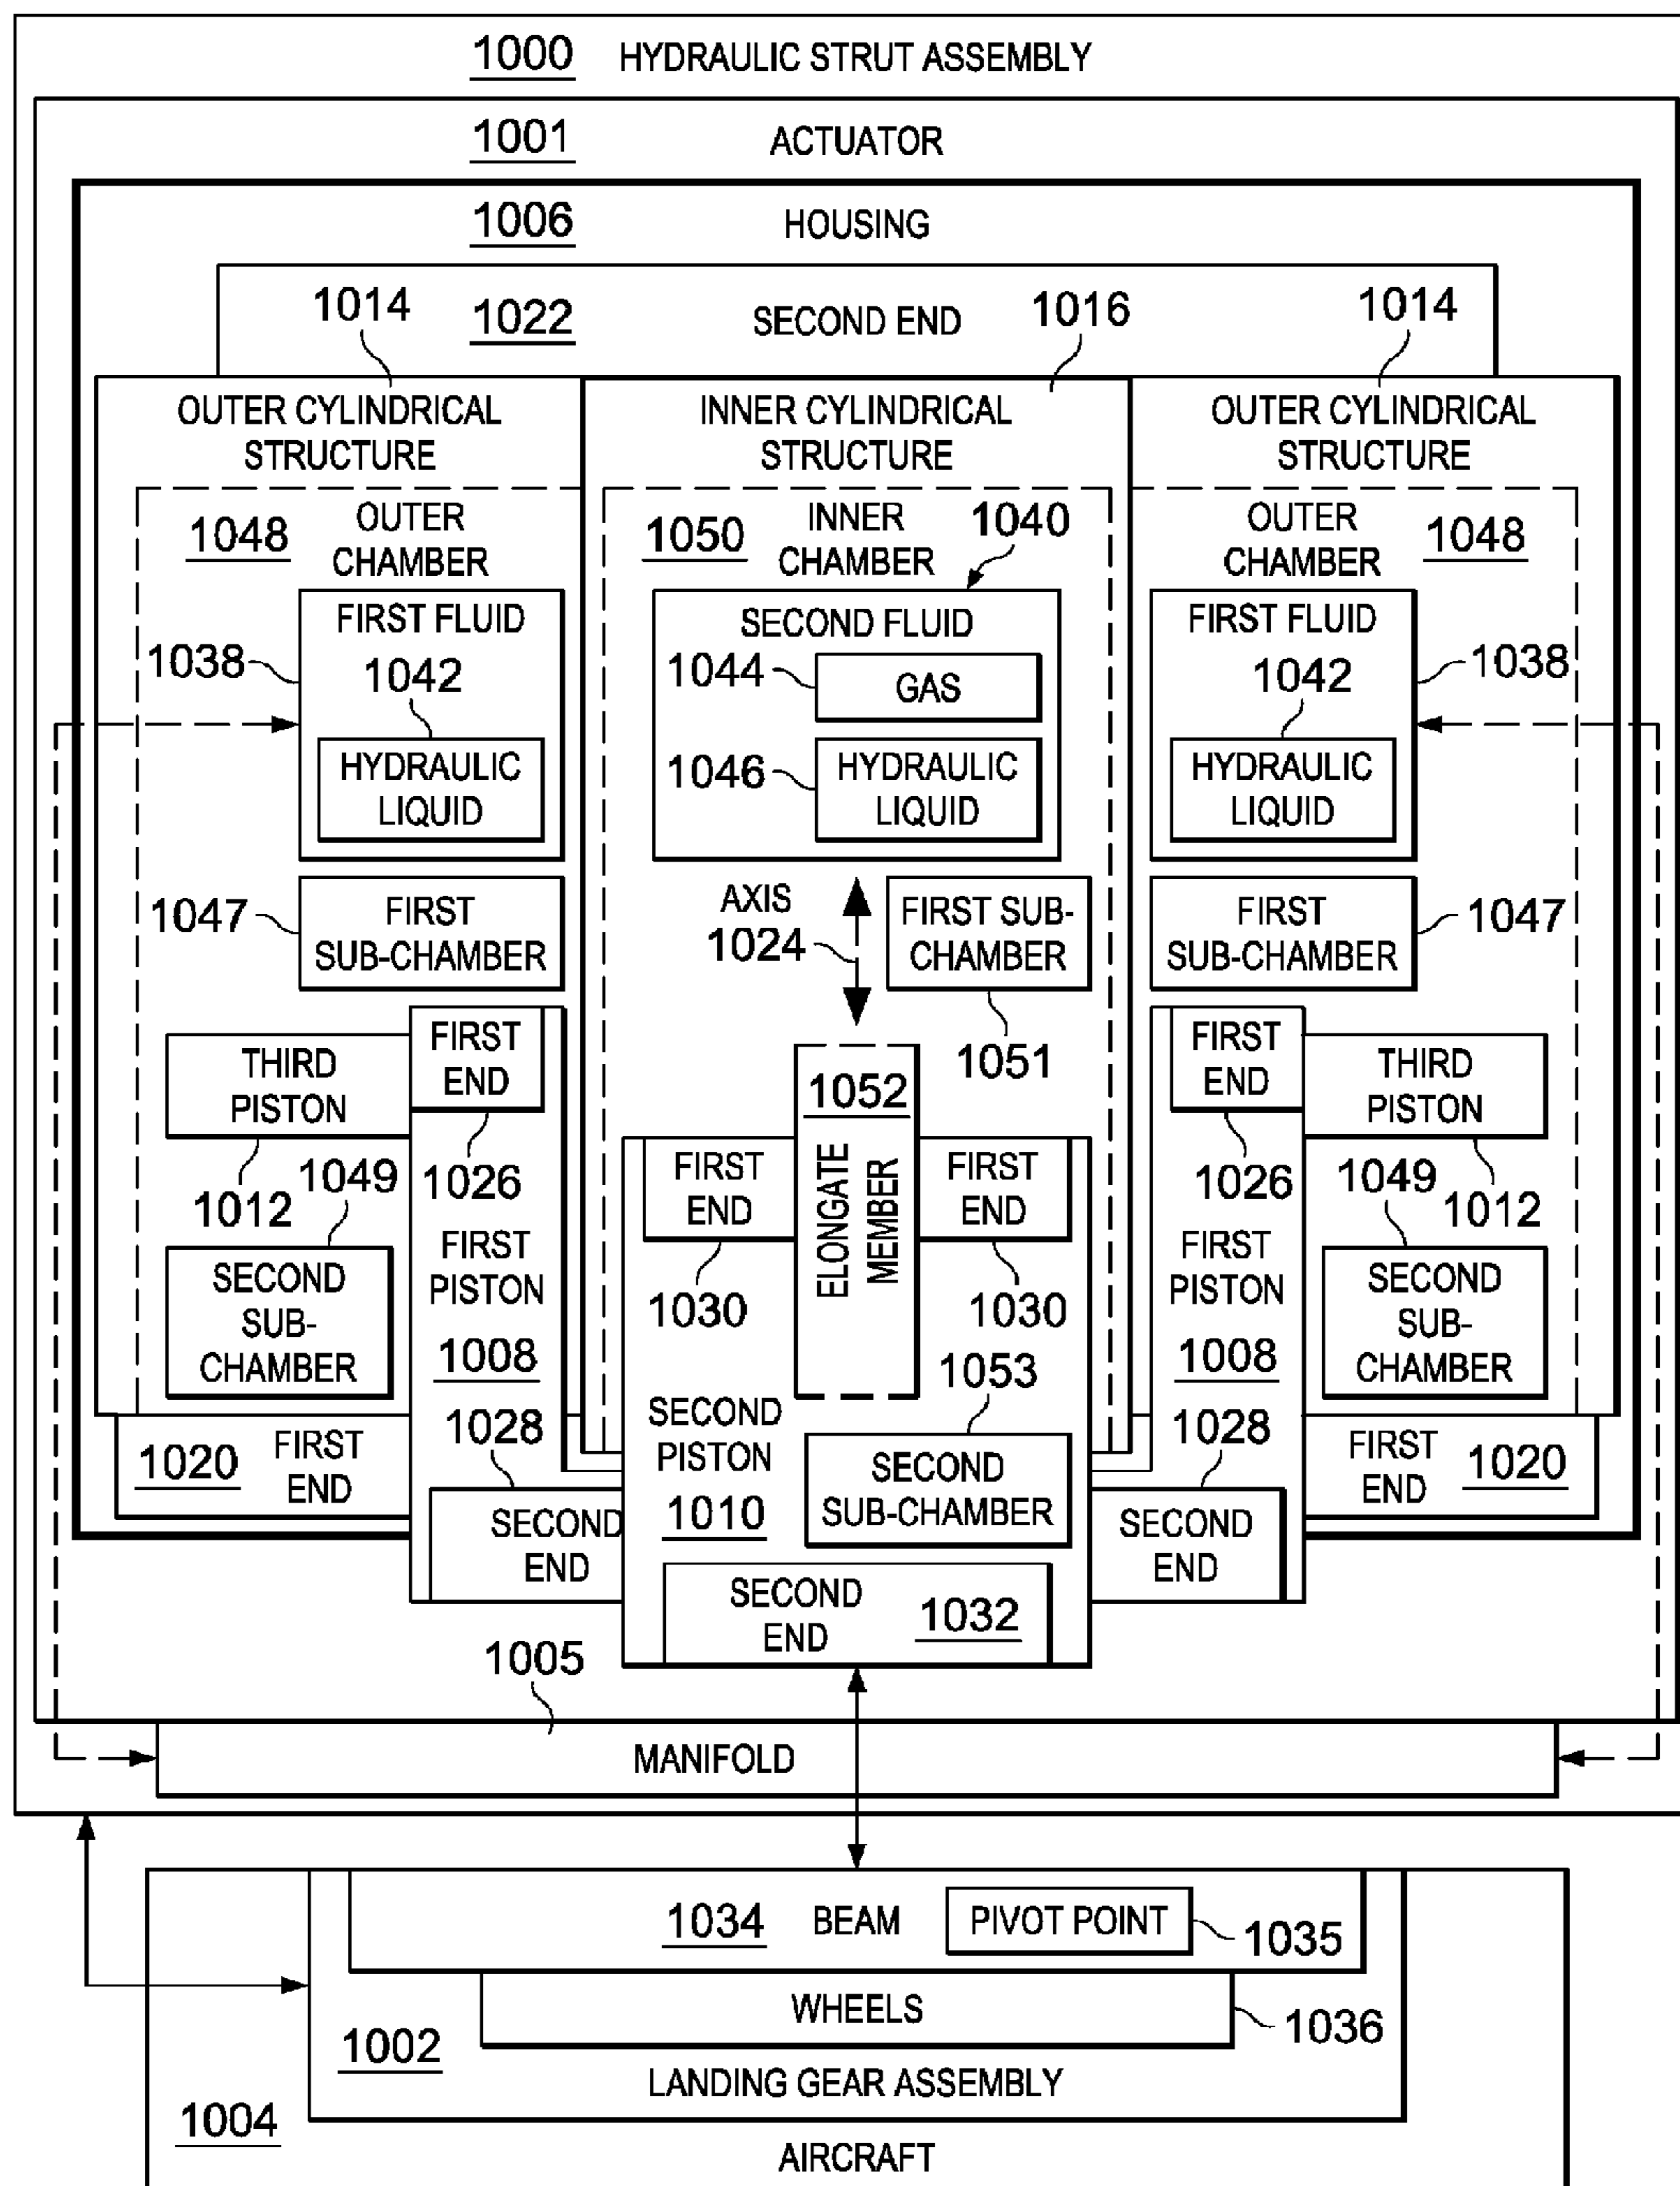 1000 HYDRAULIC STRUT ASSEMBLY
1001 ACTUATOR
1006 HOUSING
1014 1022 SECOND END 1016 1014
OUTER CYLINDRICAL STRUCTURE
INNER CYLINDRICAL STRUCTURE
OUTER CYLINDRICAL STRUCTURE
1048 OUTER CHAMBER
1050 INNER CHAMBER 1040
OUTER CHAMBER 1048
FIRST FLUID
1038 1042
HYDRAULIC LIQUID
SECOND FLUID
1044 GAS
1046 HYDRAULIC LIQUID
FIRST FLUID
1042 1038
HYDRAULIC LIQUID
1047 FIRST SUB-CHAMBER
AXIS 1024
FIRST SUB-CHAMBER
1051
FIRST SUB-CHAMBER 1047
THIRD PISTON
1012
FIRST END
1026
1049
SECOND SUB-CHAMBER
FIRST PISTON
1008
1028
SECOND END
1020 FIRST END
1052
ELONGATE MEMBER
FIRST END
1030
FIRST END
1030
SECOND PISTON
1010
1053
SECOND SUB-CHAMBER
SECOND END 1032
FIRST END
1026
THIRD PISTON
1012
1049
SECOND SUB-CHAMBER
FIRST PISTON
1008
1028
SECOND END
FIRST END 1020
1005
MANIFOLD
1034 BEAM PIVOT POINT 1035
WHEELS 1036
1002 LANDING GEAR ASSEMBLY
1004 AIRCRAFT